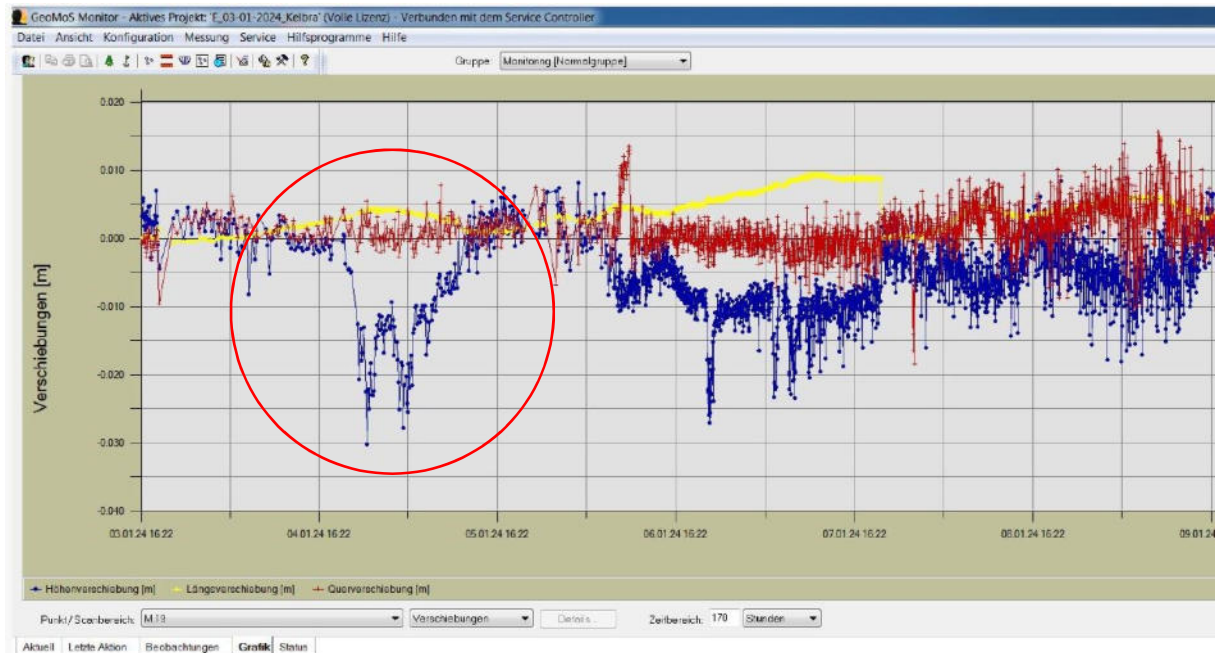 GeoMoS Monitor - Aktives Projekt: 'E_03-01-2024_Kelbra' (Volle Lizenz) - Verbunden mit dem Service Controller
Datei Ansicht Konfiguration Messung Service Hilfsprogramme Hilfe
Gruppe: Monitoring [Normalgruppe]
0.020
0.010
0.000
-0.010
-0.020
-0.030
-0.040
Verschiebungen [m]
03.01.24 16:22 04.01.24 16:22 05.01.24 16:22 06.01.24 16:22 07.01.24 16:22 08.01.24 16:22 09.01.24
Höhenverschiebung [m] Längsverschiebung [m] Querverschiebung [m]
Punkt/Scanbereich: Verschiebungen Details... Zeitbereich: 170 Stunden
Aktuell Letzte Aktion Beobachtungen Grafik Status